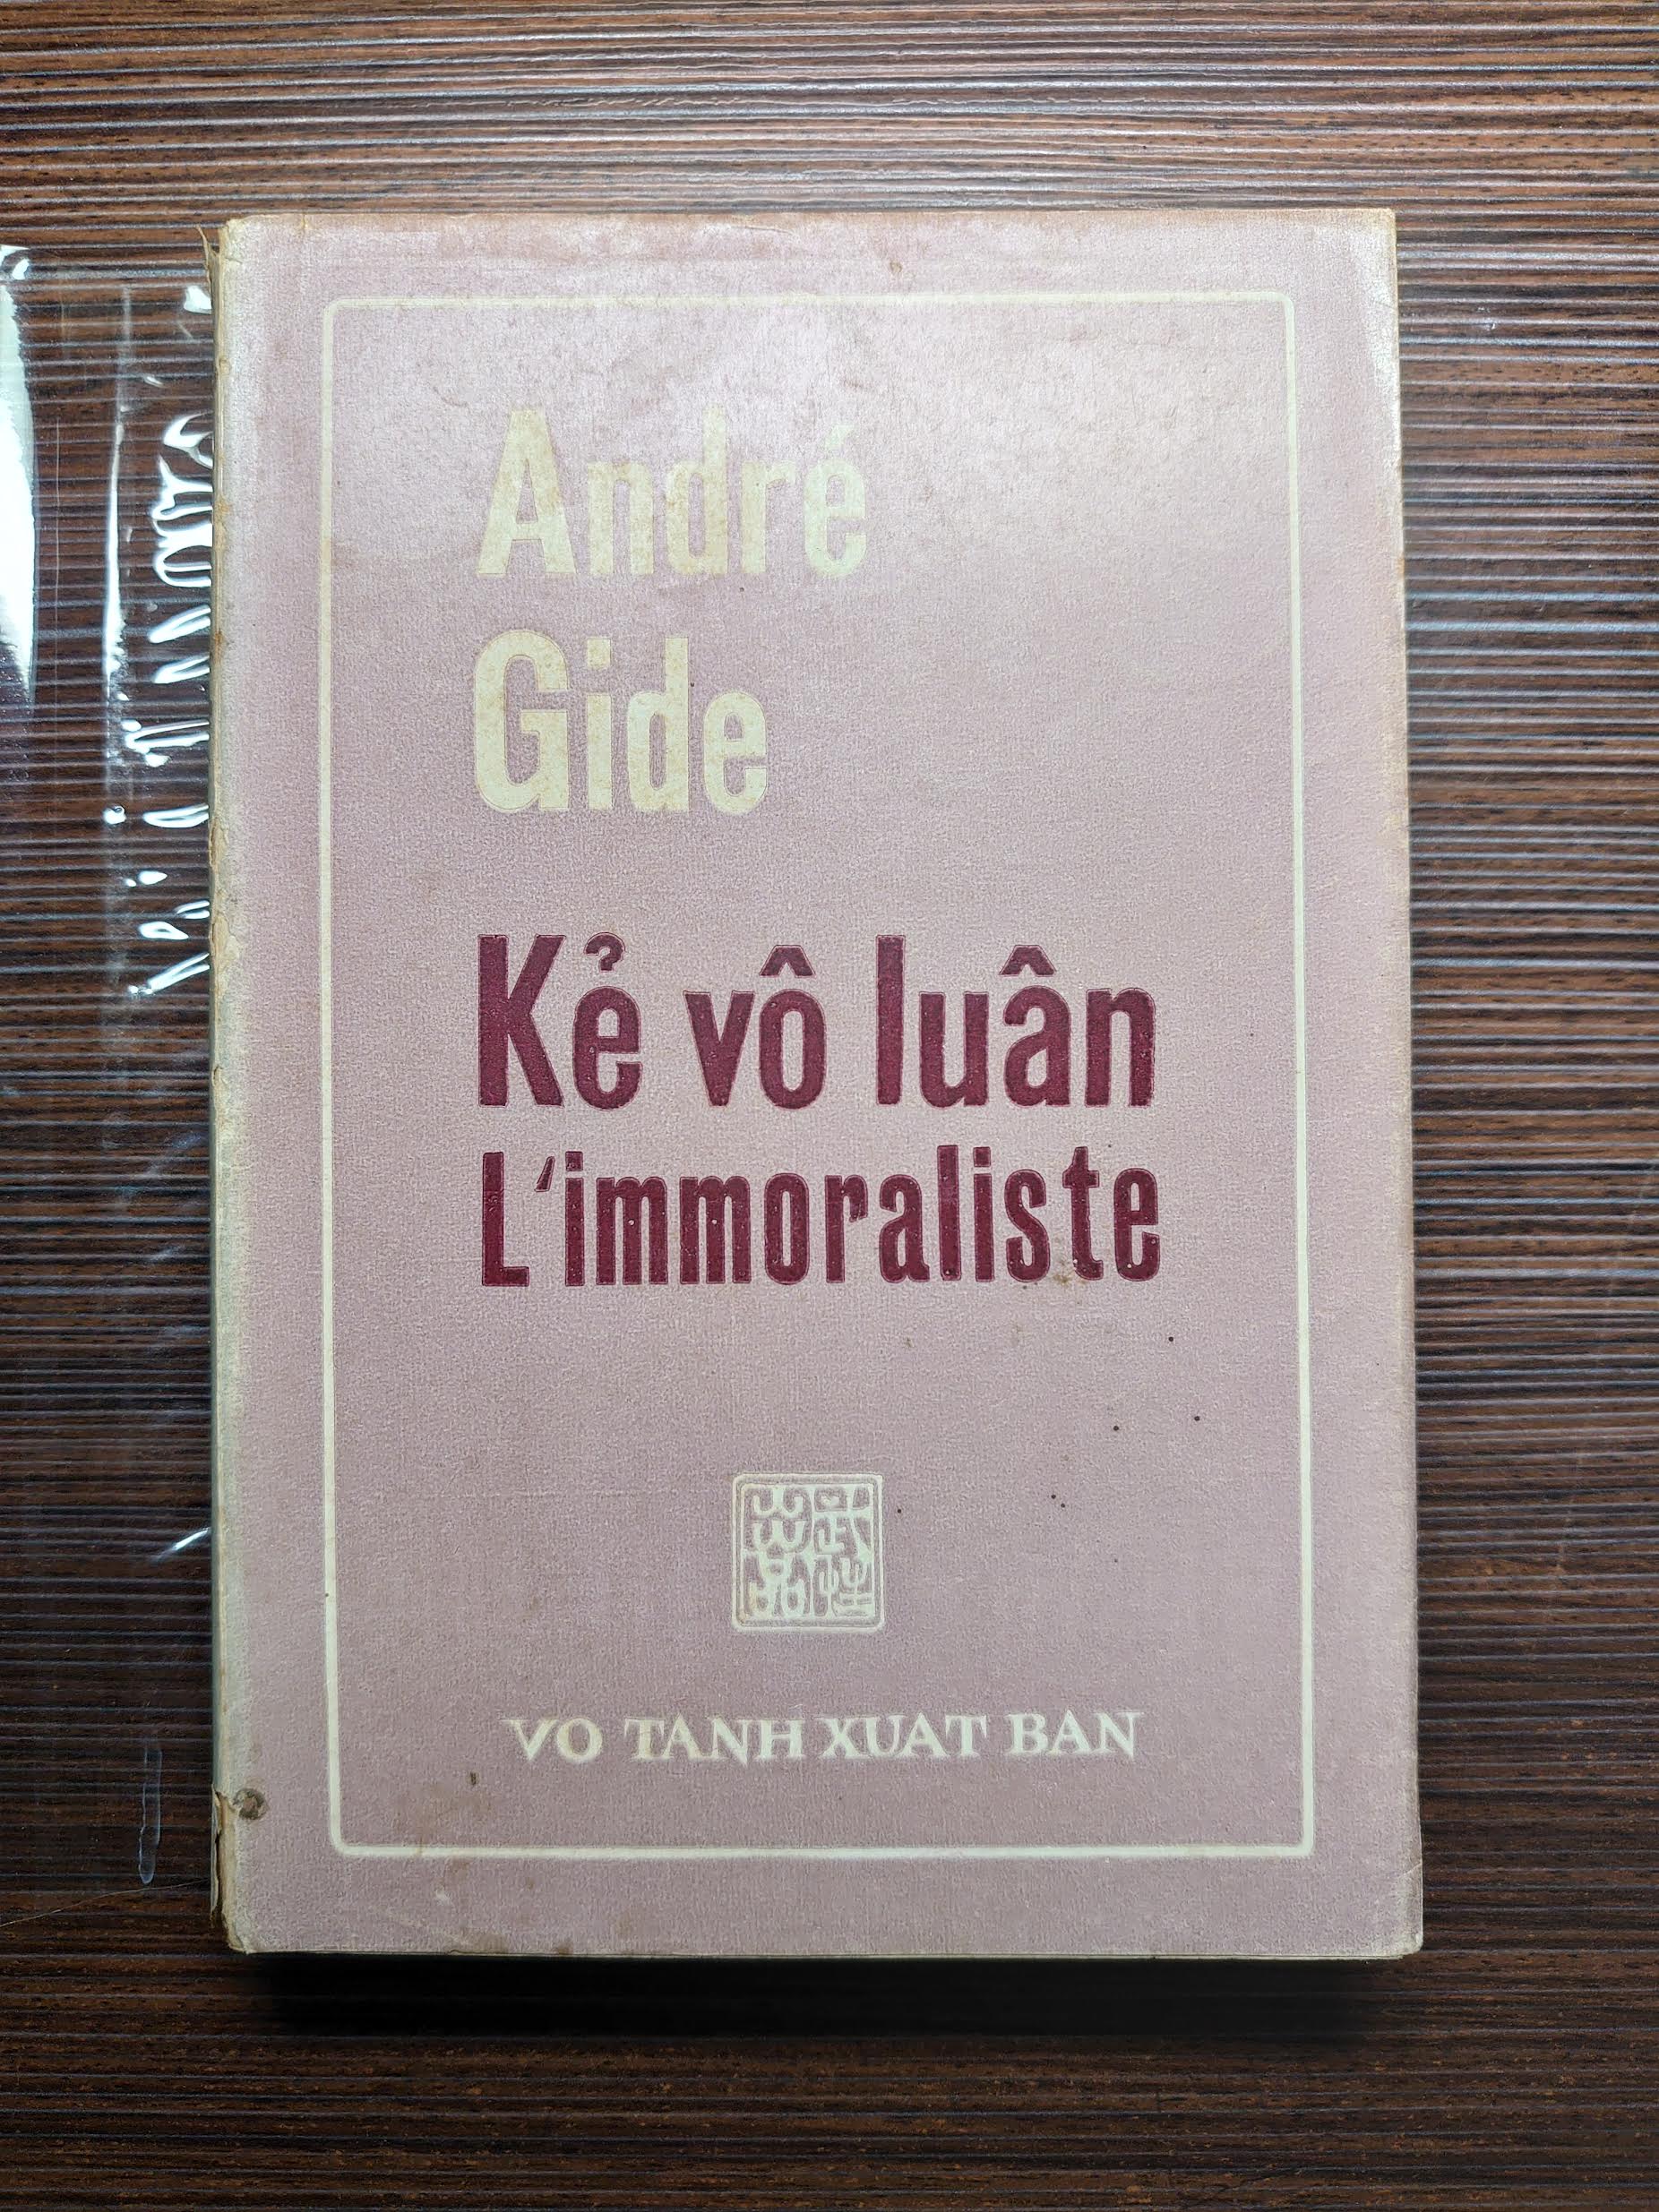 André
Gide
Kẻ vô luân
L'immoraliste
VO TANH XUAT BAN